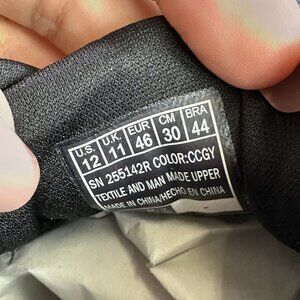 U.S. U.K EUR CM BRA
12 11 46 30 44
SN 255142R COLOR:CCGY
TEXTILE AND MAN MADE UPPER
MADE IN CHINA/HECHO EN CHINA